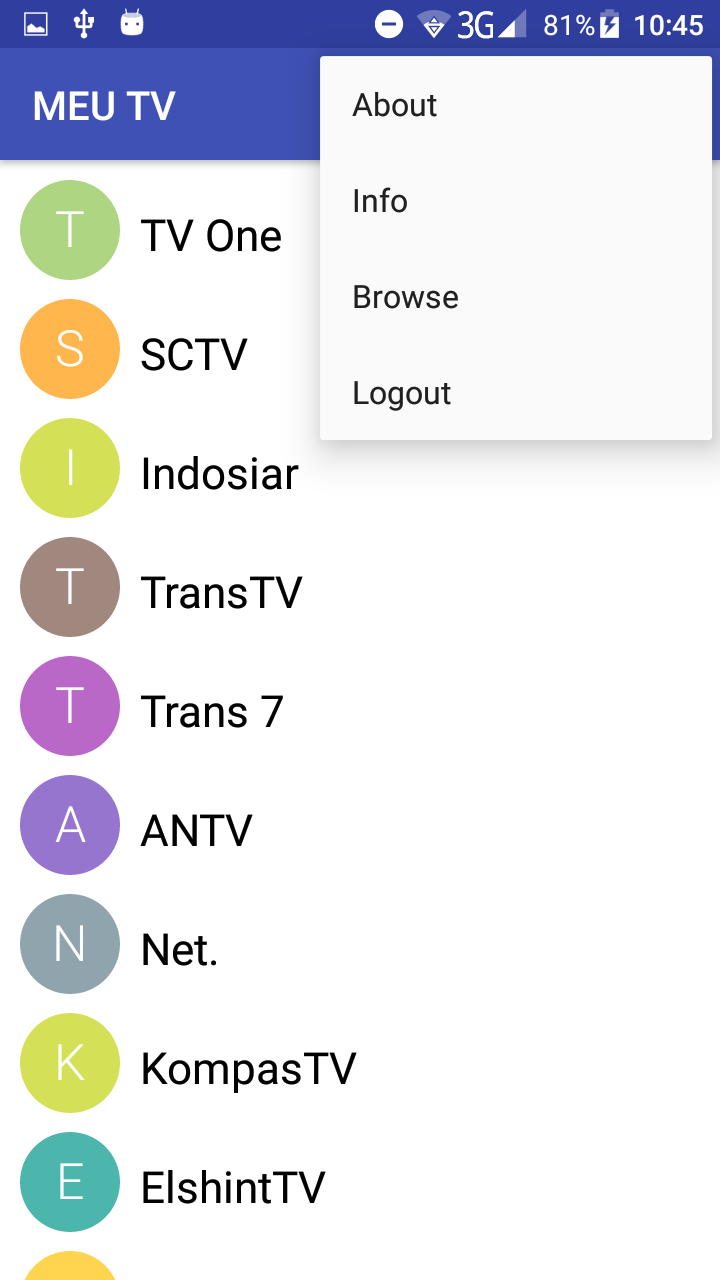 3G 81% 10:45
MEU TV
About
Info
Browse
Logout
T TV One
S SCTV
I Indosiar
T TransTV
T Trans 7
A ANTV
N Net.
K KompasTV
E ElshintTV